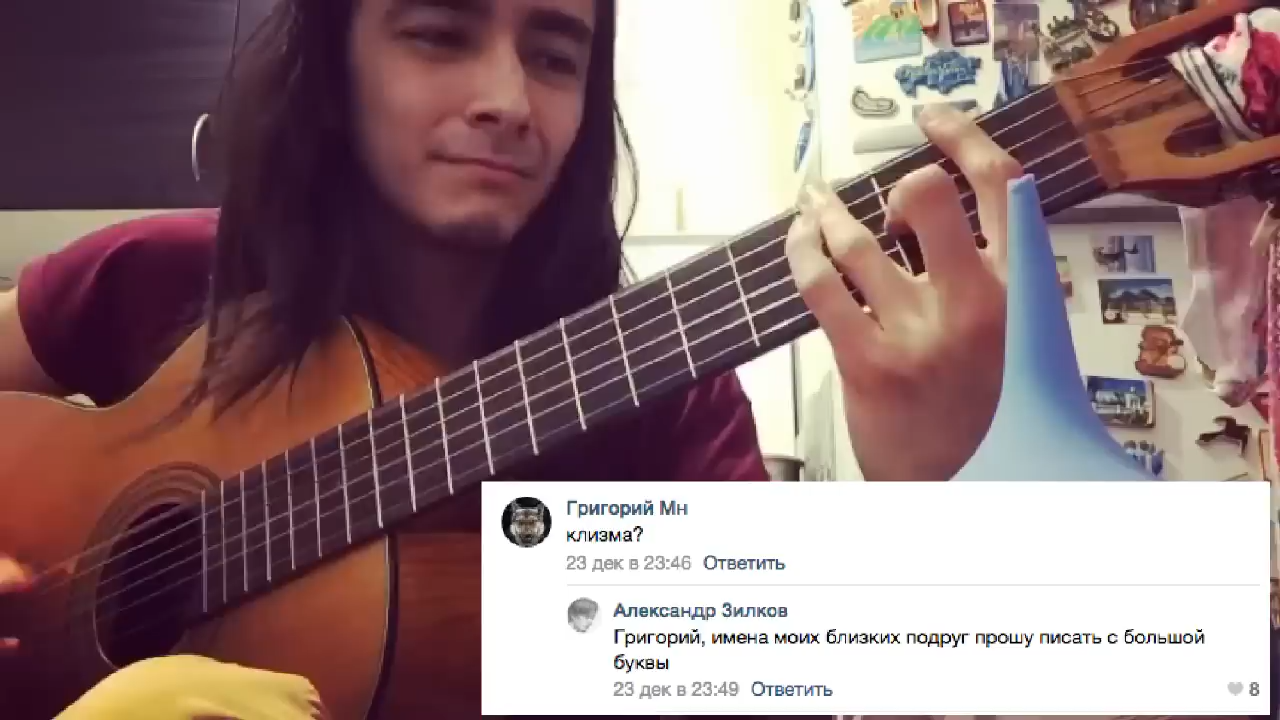 Григорий Мн
клизма?
23 дек в 23:46 Ответить
Александр Зилков
Григорий, имена моих близких подруг прошу писать с большой
буквы
23 дек в 23:49 Ответить 8